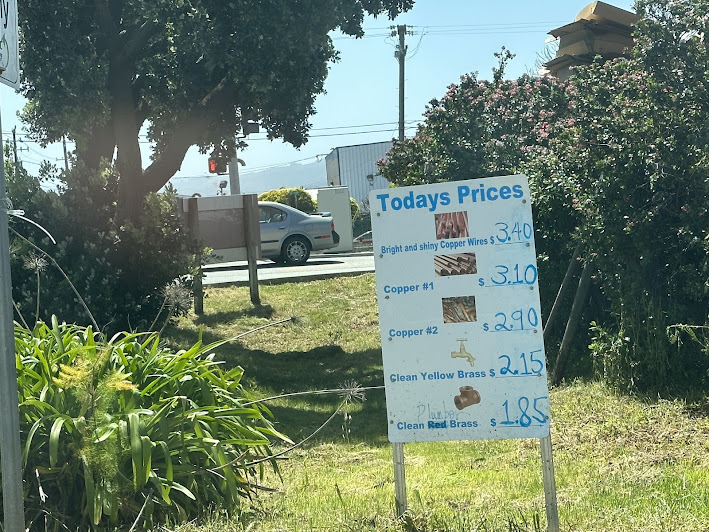 Todays Prices
Bright and shiny Copper Wires $ 3.40
Copper #1 $ 3.10
Copper #2 $ 2.90
Clean Yellow Brass $ 2.15
Plumber
Clean Red Brass $ 1.85